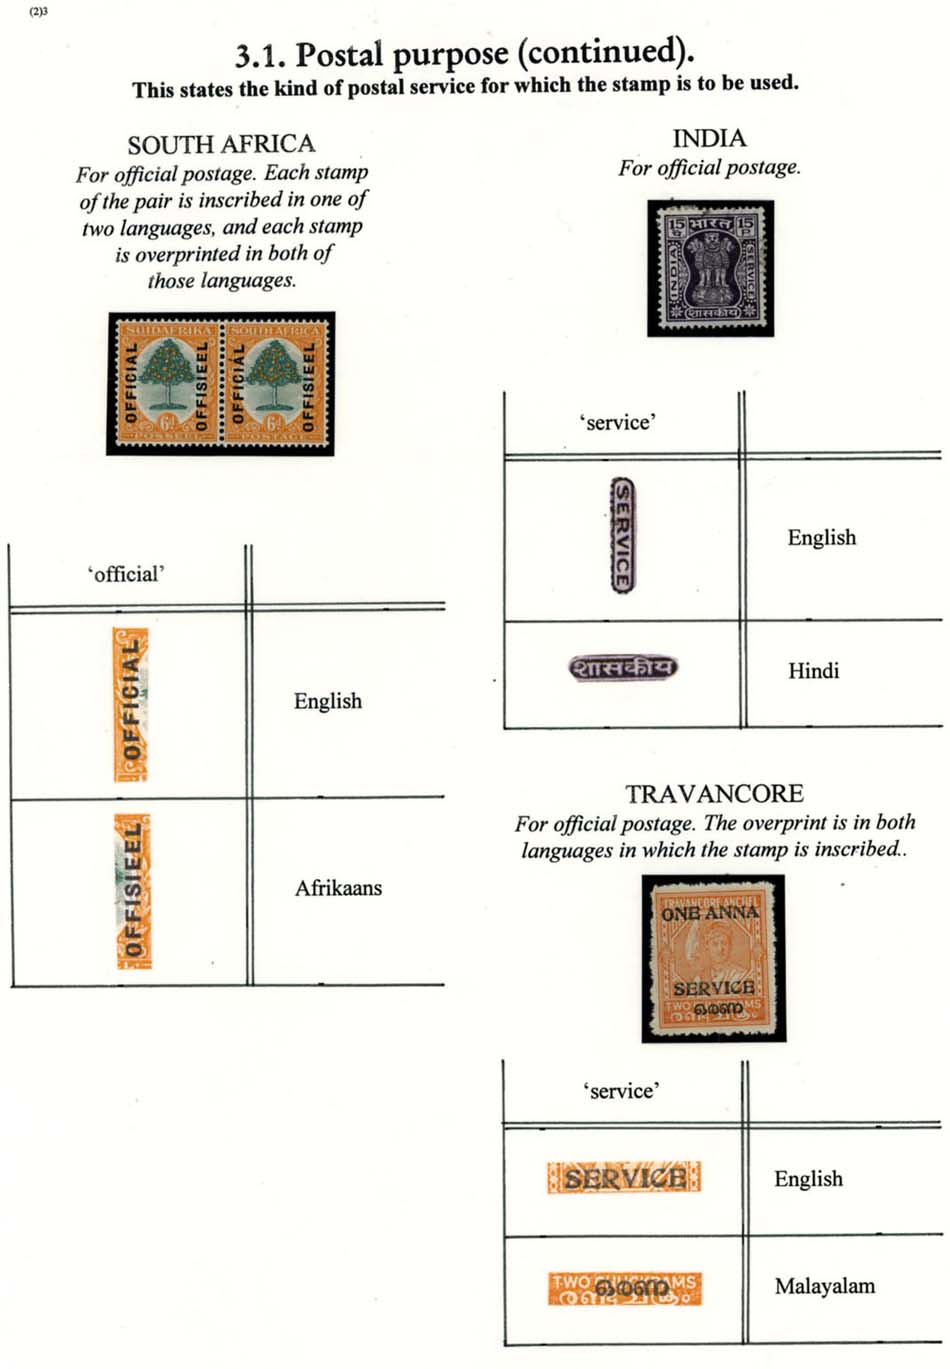 (2)3
3.1. Postal purpose (continued).
This states the kind of postal service for which the stamp is to be used.
SOUTH AFRICA
For official postage. Each stamp
of the pair is inscribed in one of
two languages, and each stamp
is overprinted in both of
those languages.
SUIDAFRIKA
OFFICIAL
OFFISIEEL
6d
POSSEEL
SOUTH AFRICA
OFFICIAL
OFFISIEEL
6d
POSTAGE
'official'
OFFICIAL
English
OFFISIEEL
Afrikaans
INDIA
For official postage.
15 भारत 15
P
INDIA
SERVICE
शासकीय
'service'
SERVICE
English
शासकीय
Hindi
TRAVANCORE
For official postage. The overprint is in both
languages in which the stamp is inscribed..
TRAVANCORE ANCHEL
ONE ANNA
SERVICE
TWO CHUCKRAMS
ഒരണ
'service'
SERVICE
English
TWO CHUCKRAMS
ഒരണ
Malayalam